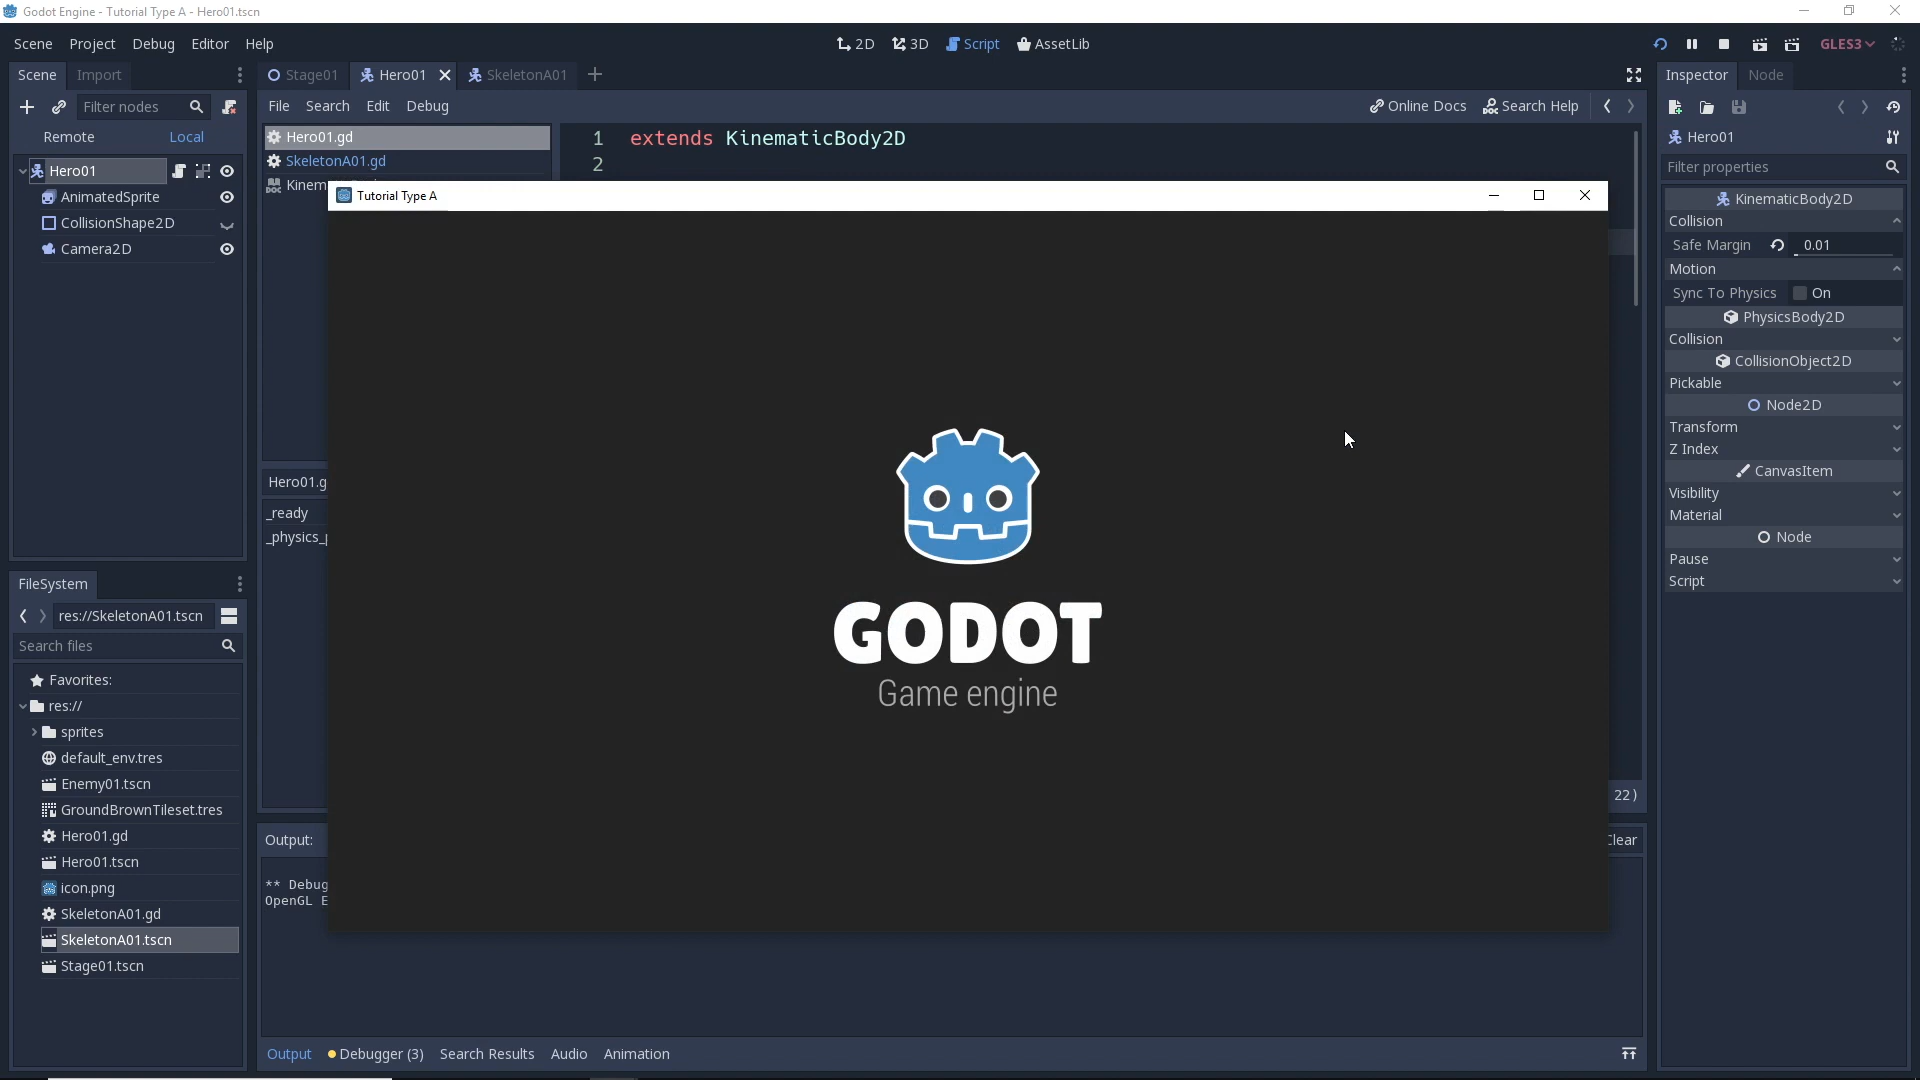 Godot Engine - Tutorial Type A - Hero01.tscn
Scene Project Debug Editor Help
2D 3D Script AssetLib
GLES3
Scene Import
Stage01 Hero01 SkeletonA01
Inspector Node
Filter nodes
File Search Edit Debug
Online Docs Search Help
Remote Local
Hero01.gd
SkeletonA01.gd
Kinem
1 extends KinematicBody2D
2
Hero01
Filter properties
Hero01
AnimatedSprite
CollisionShape2D
Camera2D
Tutorial Type A
KinematicBody2D
Collision
Safe Margin 0.01
Motion
Sync To Physics On
PhysicsBody2D
Collision
CollisionObject2D
Pickable
Node2D
Transform
Z Index
CanvasItem
Visibility
Material
Node
Pause
Script
Hero01.g
_ready
_physics_p
GODOT
Game engine
FileSystem
res://SkeletonA01.tscn
Search files
Favorites:
res://
sprites
default_env.tres
Enemy01.tscn
GroundBrownTileset.tres
Hero01.gd
Hero01.tscn
icon.png
SkeletonA01.gd
SkeletonA01.tscn
Stage01.tscn
22)
Output:
Clear
** Debug
OpenGL E
Output Debugger (3) Search Results Audio Animation